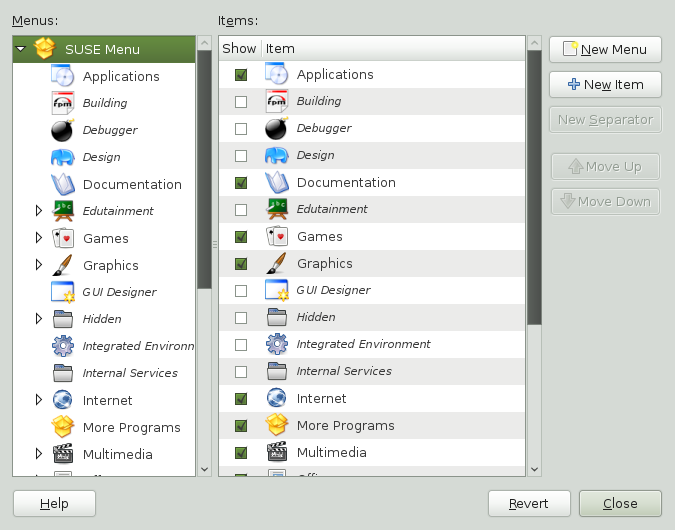 Menus:
Items:
SUSE Menu
Applications
Building
Debugger
Design
Documentation
Edutainment
Games
Graphics
GUI Designer
Hidden
Integrated Environn
Internal Services
Internet
More Programs
Multimedia
Show Item
Applications
Building
Debugger
Design
Documentation
Edutainment
Games
Graphics
GUI Designer
Hidden
Integrated Environment
Internal Services
Internet
More Programs
Multimedia
New Menu
New Item
New Separator
Move Up
Move Down
Help
Revert
Close